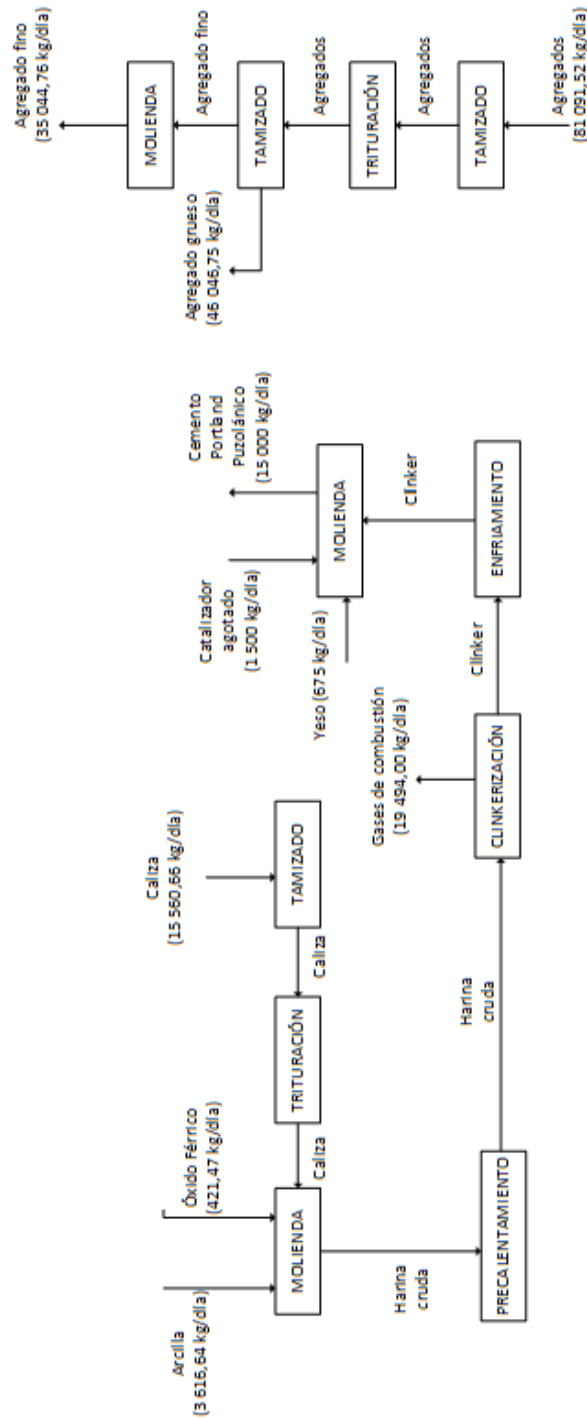 Arcilla
(3 616,64 kg/día)
Óxido Férrico
(421,47 kg/día)
Caliza
(15 560,66 kg/día)
MOLIENDA
Caliza
TRITURACIÓN
Caliza
TAMIZADO
Harina
cruda
PRECALENTAMIENTO
Harina
cruda
CLINKERIZACIÓN
Gases de combustión
(19 494,00 kg/día)
Clínker
ENFRIAMIENTO
Clinker
MOLIENDA
Yeso (675 kg/día)
Catalizador
agotado
(1 500 kg/día)
Cemento
Portland
Puzolánico
(15 000 kg/día)
Agregado fino
(35 044,76 kg/día)
MOLIENDA
Agregado fino
TAMIZADO
Agregado grueso
(46 046,75 kg/día)
Agregados
TRITURACIÓN
Agregados
TAMIZADO
Agregados
(81 091,52 kg/día)